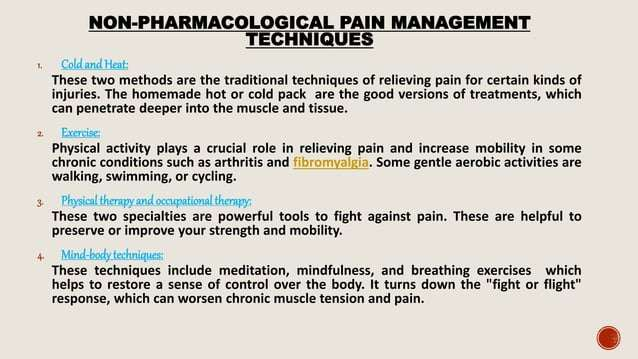 NON-PHARMACOLOGICAL PAIN MANAGEMENT
TECHNIQUES
1. Cold and Heat:
These two methods are the traditional techniques of relieving pain for certain kinds of
injuries. The homemade hot or cold pack are the good versions of treatments, which
can penetrate deeper into the muscle and tissue.
2. Exercise:
Physical activity plays a crucial role in relieving pain and increase mobility in some
chronic conditions such as arthritis and fibromyalgia. Some gentle aerobic activities are
walking, swimming, or cycling.
3. Physical therapy and occupational therapy:
These two specialties are powerful tools to fight against pain. These are helpful to
preserve or improve your strength and mobility.
4. Mind-body techniques:
These techniques include meditation, mindfulness, and breathing exercises which
helps to restore a sense of control over the body. It turns down the "fight or flight"
response, which can worsen chronic muscle tension and pain.